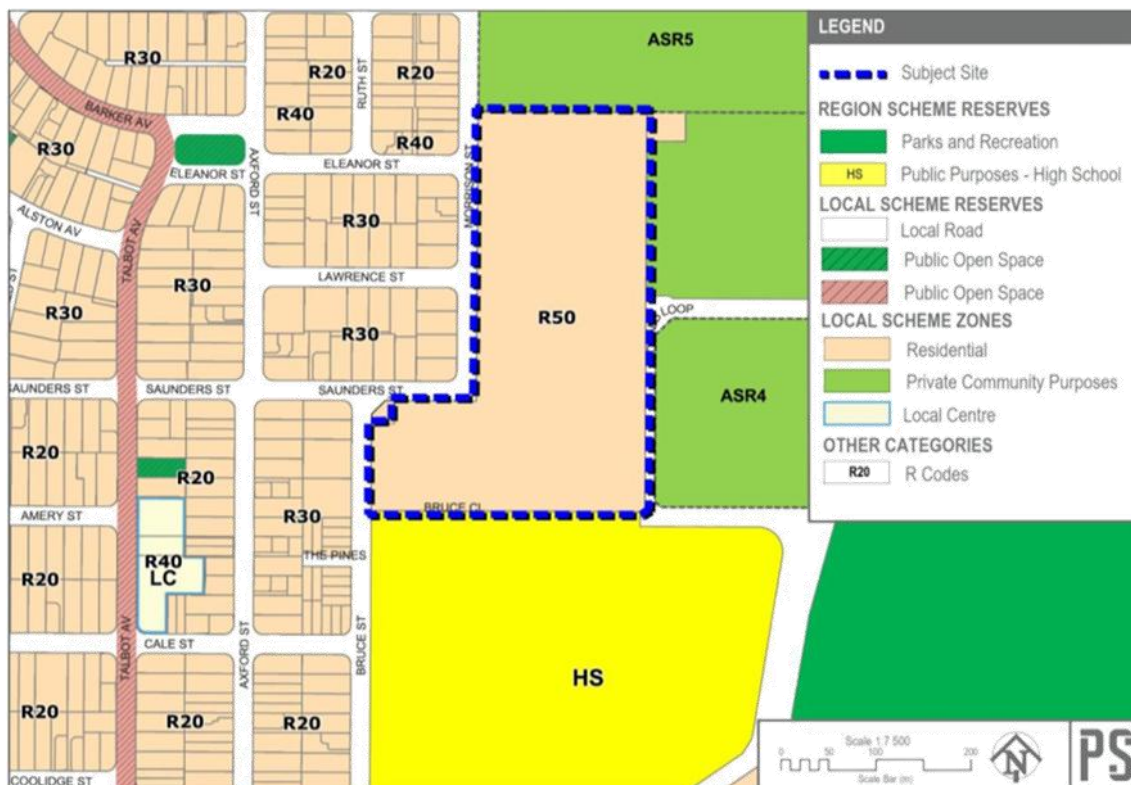 R30
BARKER AV
R30
R20
R20
R40
R40
RUTH ST
ELEANOR ST
ELEANOR ST
AXFORD ST
MORRISON ST
R30
ALSTON AV
TALBOT AV
R30
R30
LAWRENCE ST
R30
SAUNDERS ST
SAUNDERS ST
SAUNDERS ST
ASR5
R50
LOOP
ASR4
R20
R20
AMERY ST
R40
LC
R20
R30
THE PINES
BRUCE CL
CALE ST
TALBOT AV
AXFORD ST
BRUCE ST
R20
R20
R20
COOLIDGE ST
HS
LEGEND
Subject Site
REGION SCHEME RESERVES
Parks and Recreation
HS Public Purposes - High School
LOCAL SCHEME RESERVES
Local Road
Public Open Space
Public Open Space
LOCAL SCHEME ZONES
Residential
Private Community Purposes
Local Centre
OTHER CATEGORIES
R20 R Codes
Scale 1:7 500
0 50 100 200
Scale Bar (m)
N
PS